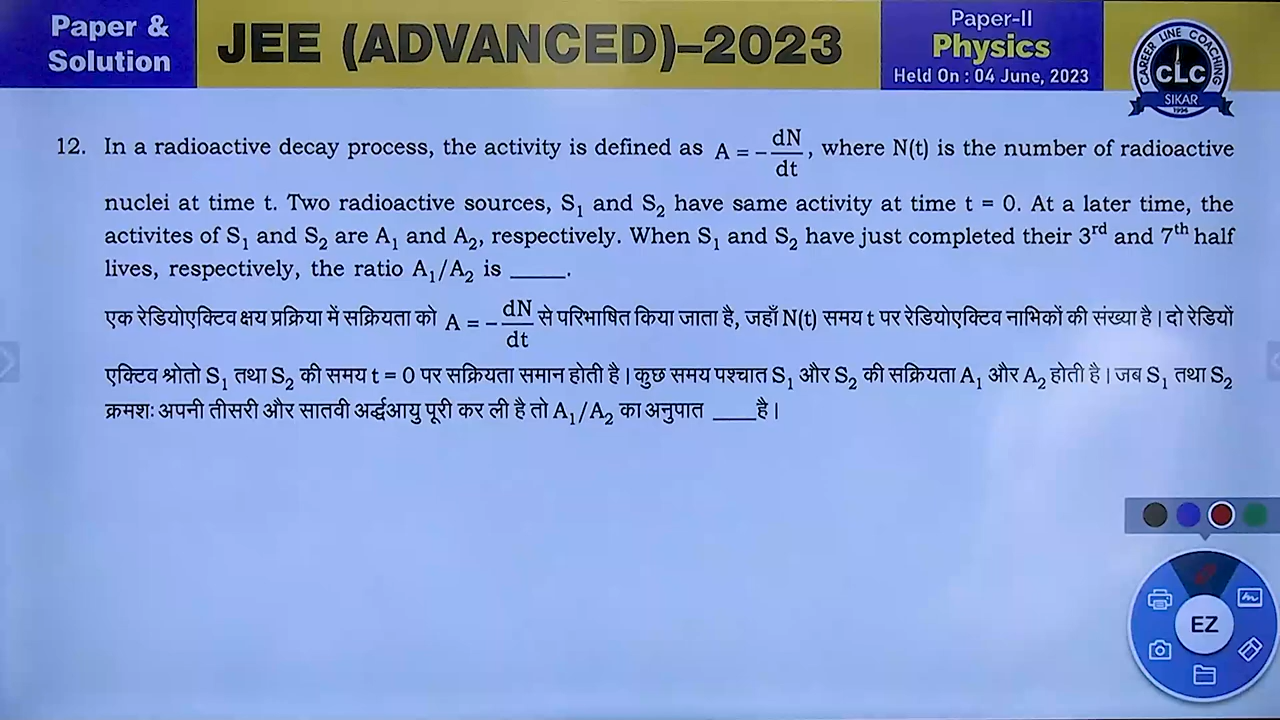 Paper &
Solution
JEE (ADVANCED)–2023
Paper-II
Physics
Held On : 04 June, 2023
CAREER LINE COACHING
CLC
SIKAR
1996
12. In a radioactive decay process, the activity is defined as A = – dN/dt, where N(t) is the number of radioactive
nuclei at time t. Two radioactive sources, S₁ and S₂ have same activity at time t = 0. At a later time, the
activites of S₁ and S₂ are A₁ and A₂, respectively. When S₁ and S₂ have just completed their 3rd and 7th half
lives, respectively, the ratio A₁/A₂ is _____.
एक रेडियोएक्टिव क्षय प्रक्रिया में सक्रियता को A = – dN/dt से परिभाषित किया जाता है, जहाँ N(t) समय t पर रेडियोएक्टिव नाभिकों की संख्या है। दो रेडियों
एक्टिव श्रोतो S₁ तथा S₂ की समय t = 0 पर सक्रियता समान होती है। कुछ समय पश्चात S₁ और S₂ की सक्रियता A₁ और A₂ होती है। जब S₁ तथा S₂
क्रमशः अपनी तीसरी और सातवी अर्द्धआयु पूरी कर ली है तो A₁/A₂ का अनुपात ____है।
EZ